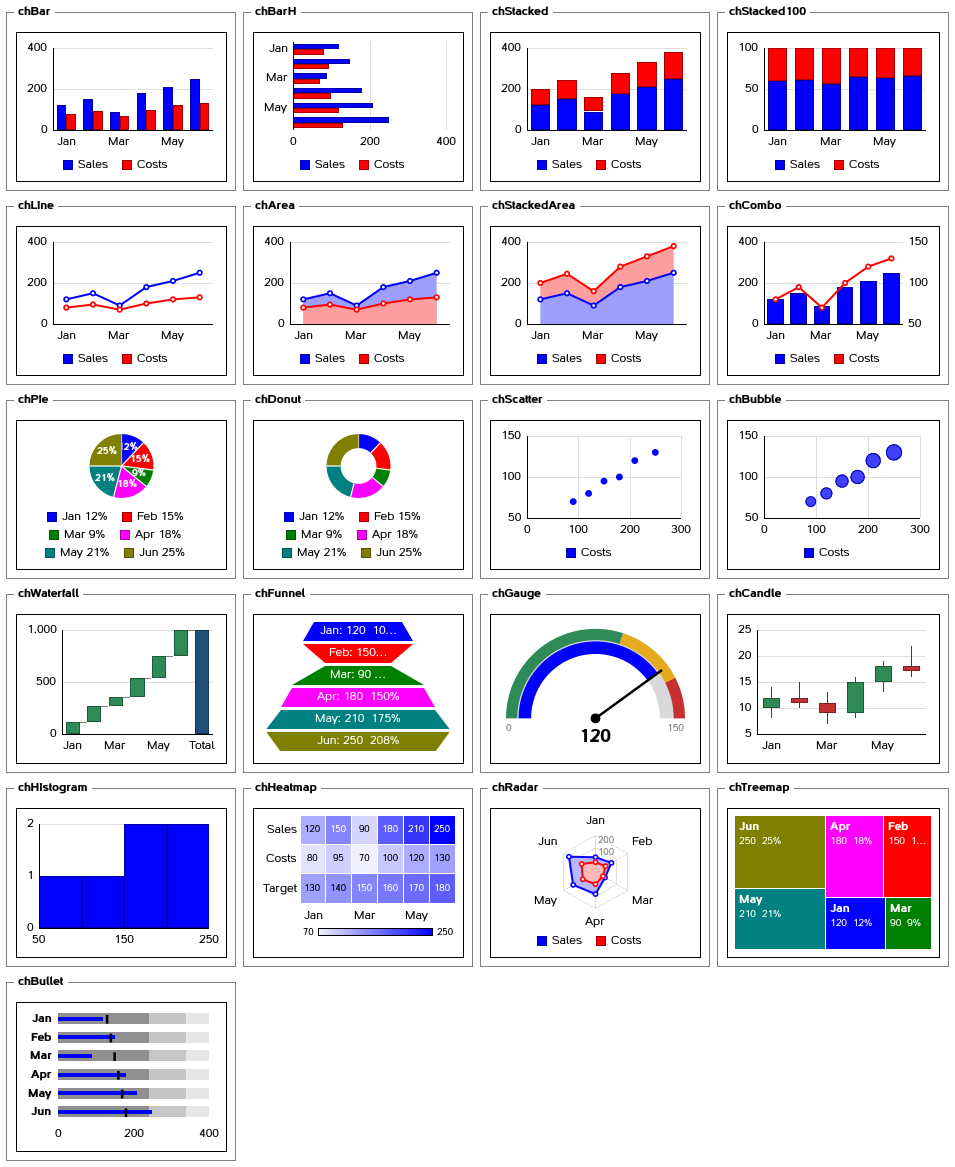 chBar
400
200
0
Jan Mar May
Sales Costs
chBarH
Jan
Mar
May
0 200 400
Sales Costs
chStacked
400
200
0
Jan Mar May
Sales Costs
chStacked100
100
50
0
Jan Mar May
Sales Costs
chLine
400
200
0
Jan Mar May
Sales Costs
chArea
400
200
0
Jan Mar May
Sales Costs
chStackedArea
400
200
0
Jan Mar May
Sales Costs
chCombo
400 150
200 100
0 50
Jan Mar May
Sales Costs
chPie
25% 12%
15%
21% 9%
18%
Jan 12% Feb 15%
Mar 9% Apr 18%
May 21% Jun 25%
chDonut
Jan 12% Feb 15%
Mar 9% Apr 18%
May 21% Jun 25%
chScatter
150
100
50
0 100 200 300
Costs
chBubble
150
100
50
0 100 200 300
Costs
chWaterfall
1,000
500
0
Jan Mar May Total
chFunnel
Jan: 120 10...
Feb: 150...
Mar: 90 ...
Apr: 180 150%
May: 210 175%
Jun: 250 208%
chGauge
0 150
120
chCandle
25
20
15
10
5
Jan Mar May
chHistogram
2
1
0
50 150 250
chHeatmap
Sales 120 150 90 180 210 250
Costs 80 95 70 100 120 130
Target 130 140 150 160 170 180
Jan Mar May
70 250
chRadar
Jan
Jun 200 Feb
100
May Mar
Apr
Sales Costs
chTreemap
Jun
250 25%
Apr
180 18%
Feb
150 1...
May
210 21%
Jan
120 12%
Mar
90 9%
chBullet
Jan
Feb
Mar
Apr
May
Jun
0 200 400